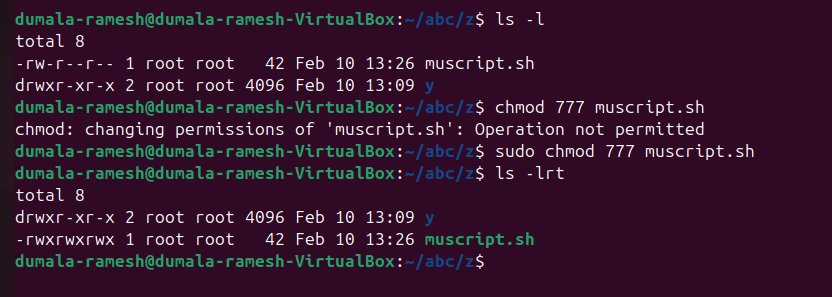 dumala-ramesh@dumala-ramesh-VirtualBox:~/abc/z$ ls -l
total 8
-rw-r--r-- 1 root root   42 Feb 10 13:26 muscript.sh
drwxr-xr-x 2 root root 4096 Feb 10 13:09 y
dumala-ramesh@dumala-ramesh-VirtualBox:~/abc/z$ chmod 777 muscript.sh
chmod: changing permissions of 'muscript.sh': Operation not permitted
dumala-ramesh@dumala-ramesh-VirtualBox:~/abc/z$ sudo chmod 777 muscript.sh
dumala-ramesh@dumala-ramesh-VirtualBox:~/abc/z$ ls -lrt
total 8
drwxr-xr-x 2 root root 4096 Feb 10 13:09 y
-rwxrwxrwx 1 root root   42 Feb 10 13:26 muscript.sh
dumala-ramesh@dumala-ramesh-VirtualBox:~/abc/z$